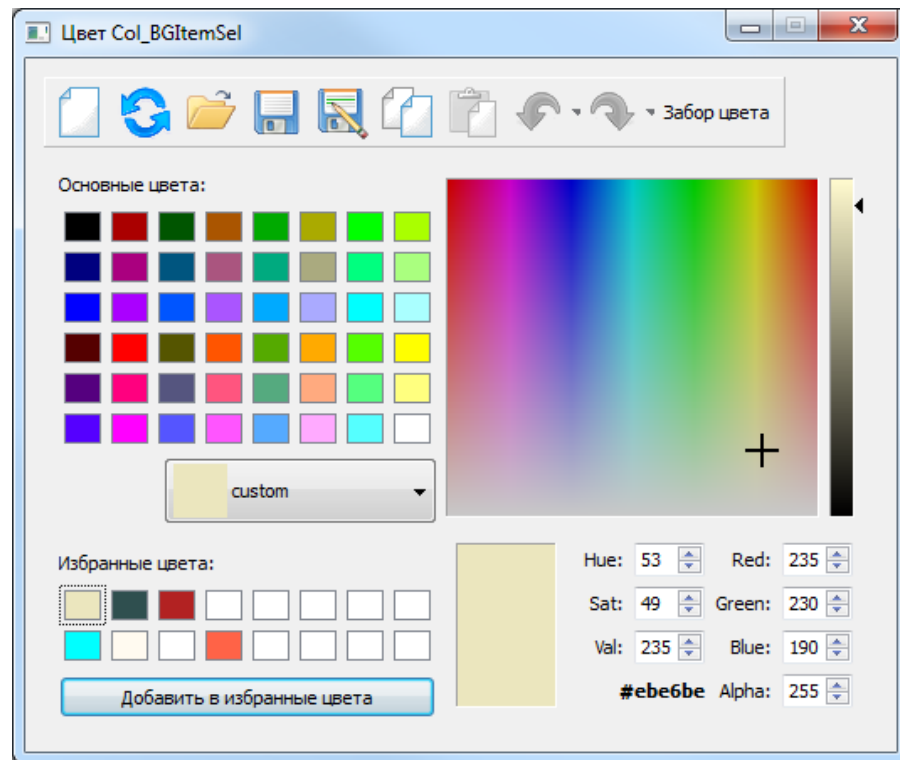 Цвет Col_BGItemSel
Забор цвета
Основные цвета:
custom
Избранные цвета:
Добавить в избранные цвета
Hue: 53 Red: 235
Sat: 49 Green: 230
Val: 235 Blue: 190
#ebe6be Alpha: 255